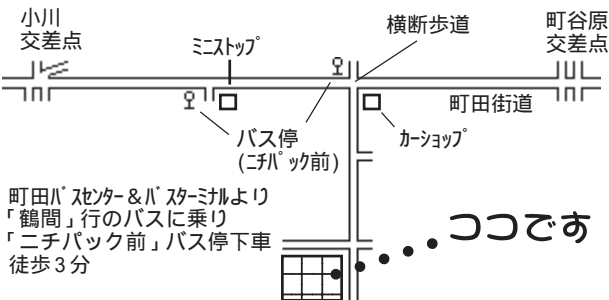 小川
交差点
ミニストップ
横断歩道
町谷原
交差点
町田街道
バス停
(ニチパック前)
カーショップ
町田バスセンター&バスターミナルより
「鶴間」行のバスに乗り
「ニチパック前」バス停下車
徒歩3分
ココです